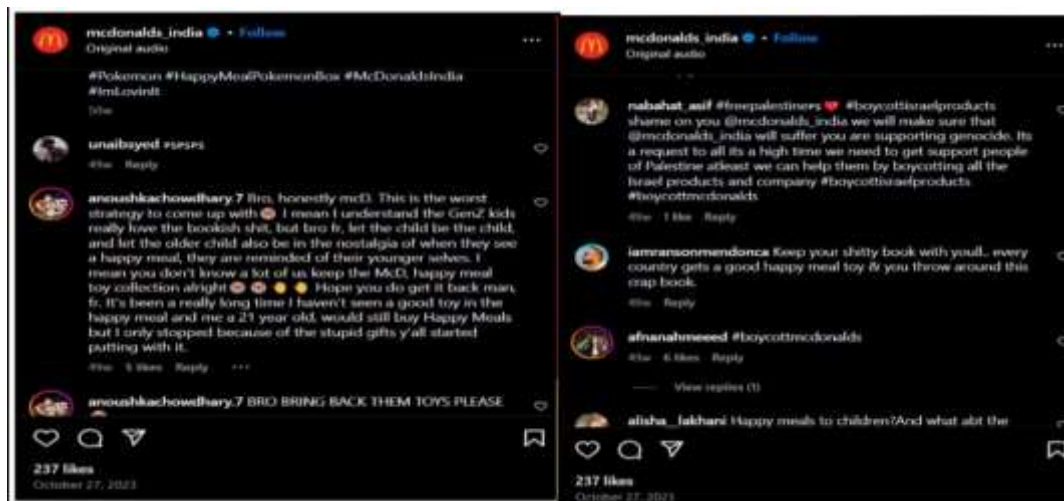 mcdonalds_india • Follow
Original audio
#Pokemon #HappyMealPokemonBox #McDonaldsIndia
#ImLovinIt
unaibsyed PSPSPS
49w Reply
anoushkachowdhary.7 Bro, honestly mcD. This is the worst
strategy to come up with I mean I understand the GenZ kids
really love the bookish shit, but bro fr, let the child be the child,
and let the older child also be in the nostalgia of when they see
a happy meal, they are reminded of their younger selves. I
mean you don't know a lot of us keep the McD, happy meal
toy collection alright Hope you do get it back man,
fr. It's been a really long time I haven't seen a good toy in the
happy meal and me a 21 year old, would still buy Happy Meals
but I only stopped because of the stupid gifts y'all started
putting with it.
49w 5 likes Reply
anoushkachowdhary.7 BRO BRING BACK THEM TOYS PLEASE
237 likes
October 27, 2023
mcdonalds_india • Follow
Original audio
nabahat_asif #freepalestiners #boycottisraelproducts
shame on you @mcdonalds_india we will make sure that
@mcdonalds_india will suffer you are supporting genocide. Its
a request to all its a high time we need to get support people
of Palestine atleast we can help them by boycotting all the
Israel products and company #boycottisraelproducts
#boycottmcdonalds
49w 1 like Reply
iamransonmendonca Keep your shitty book with youll.. every
country gets a good happy meal toy & you throw around this
crap book.
49w Reply
afnanahmeeed #boycottmcdonalds
49w 6 likes Reply
View replies (1)
alisha_lakhani Happy meals to children?And what abt the
237 likes
October 27, 2023